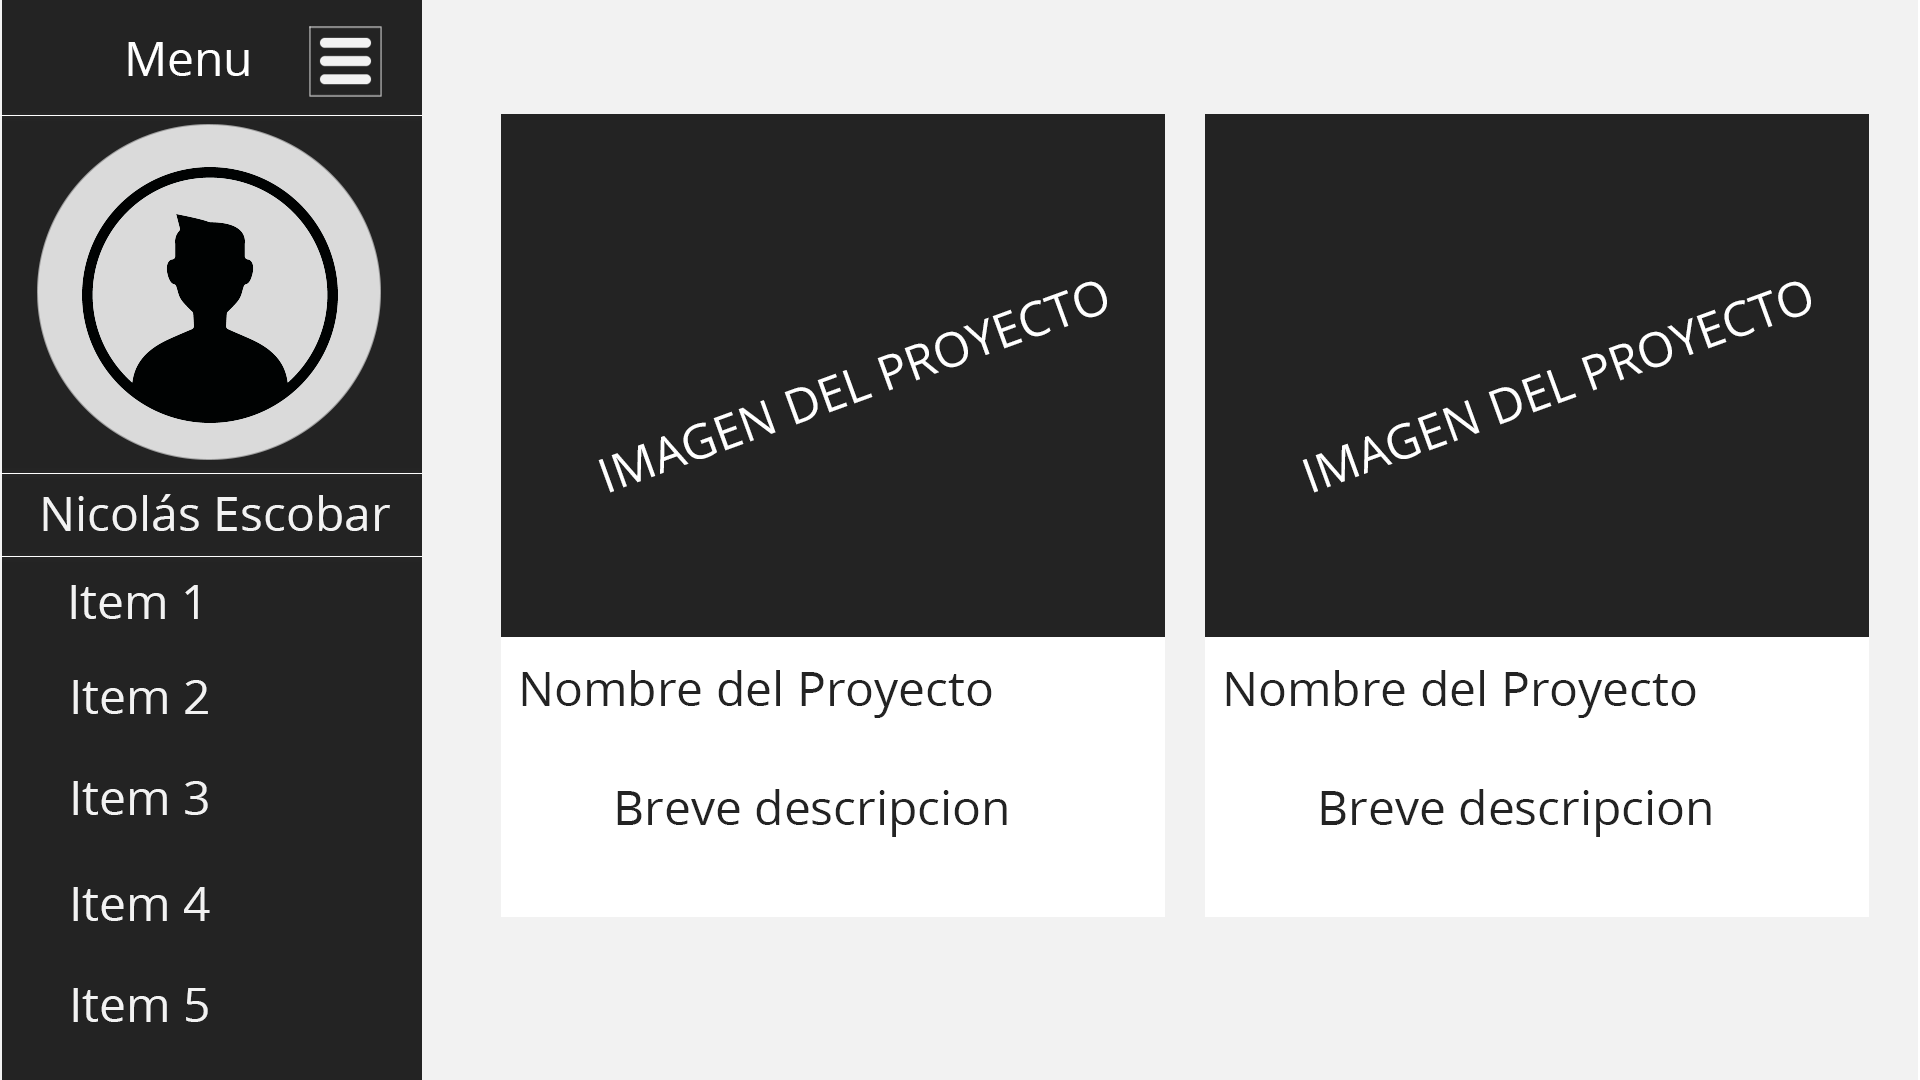 Menu
Nicolás Escobar
Item 1
Item 2
Item 3
Item 4
Item 5
IMAGEN DEL PROYECTO
Nombre del Proyecto
Breve descripcion
IMAGEN DEL PROYECTO
Nombre del Proyecto
Breve descripcion